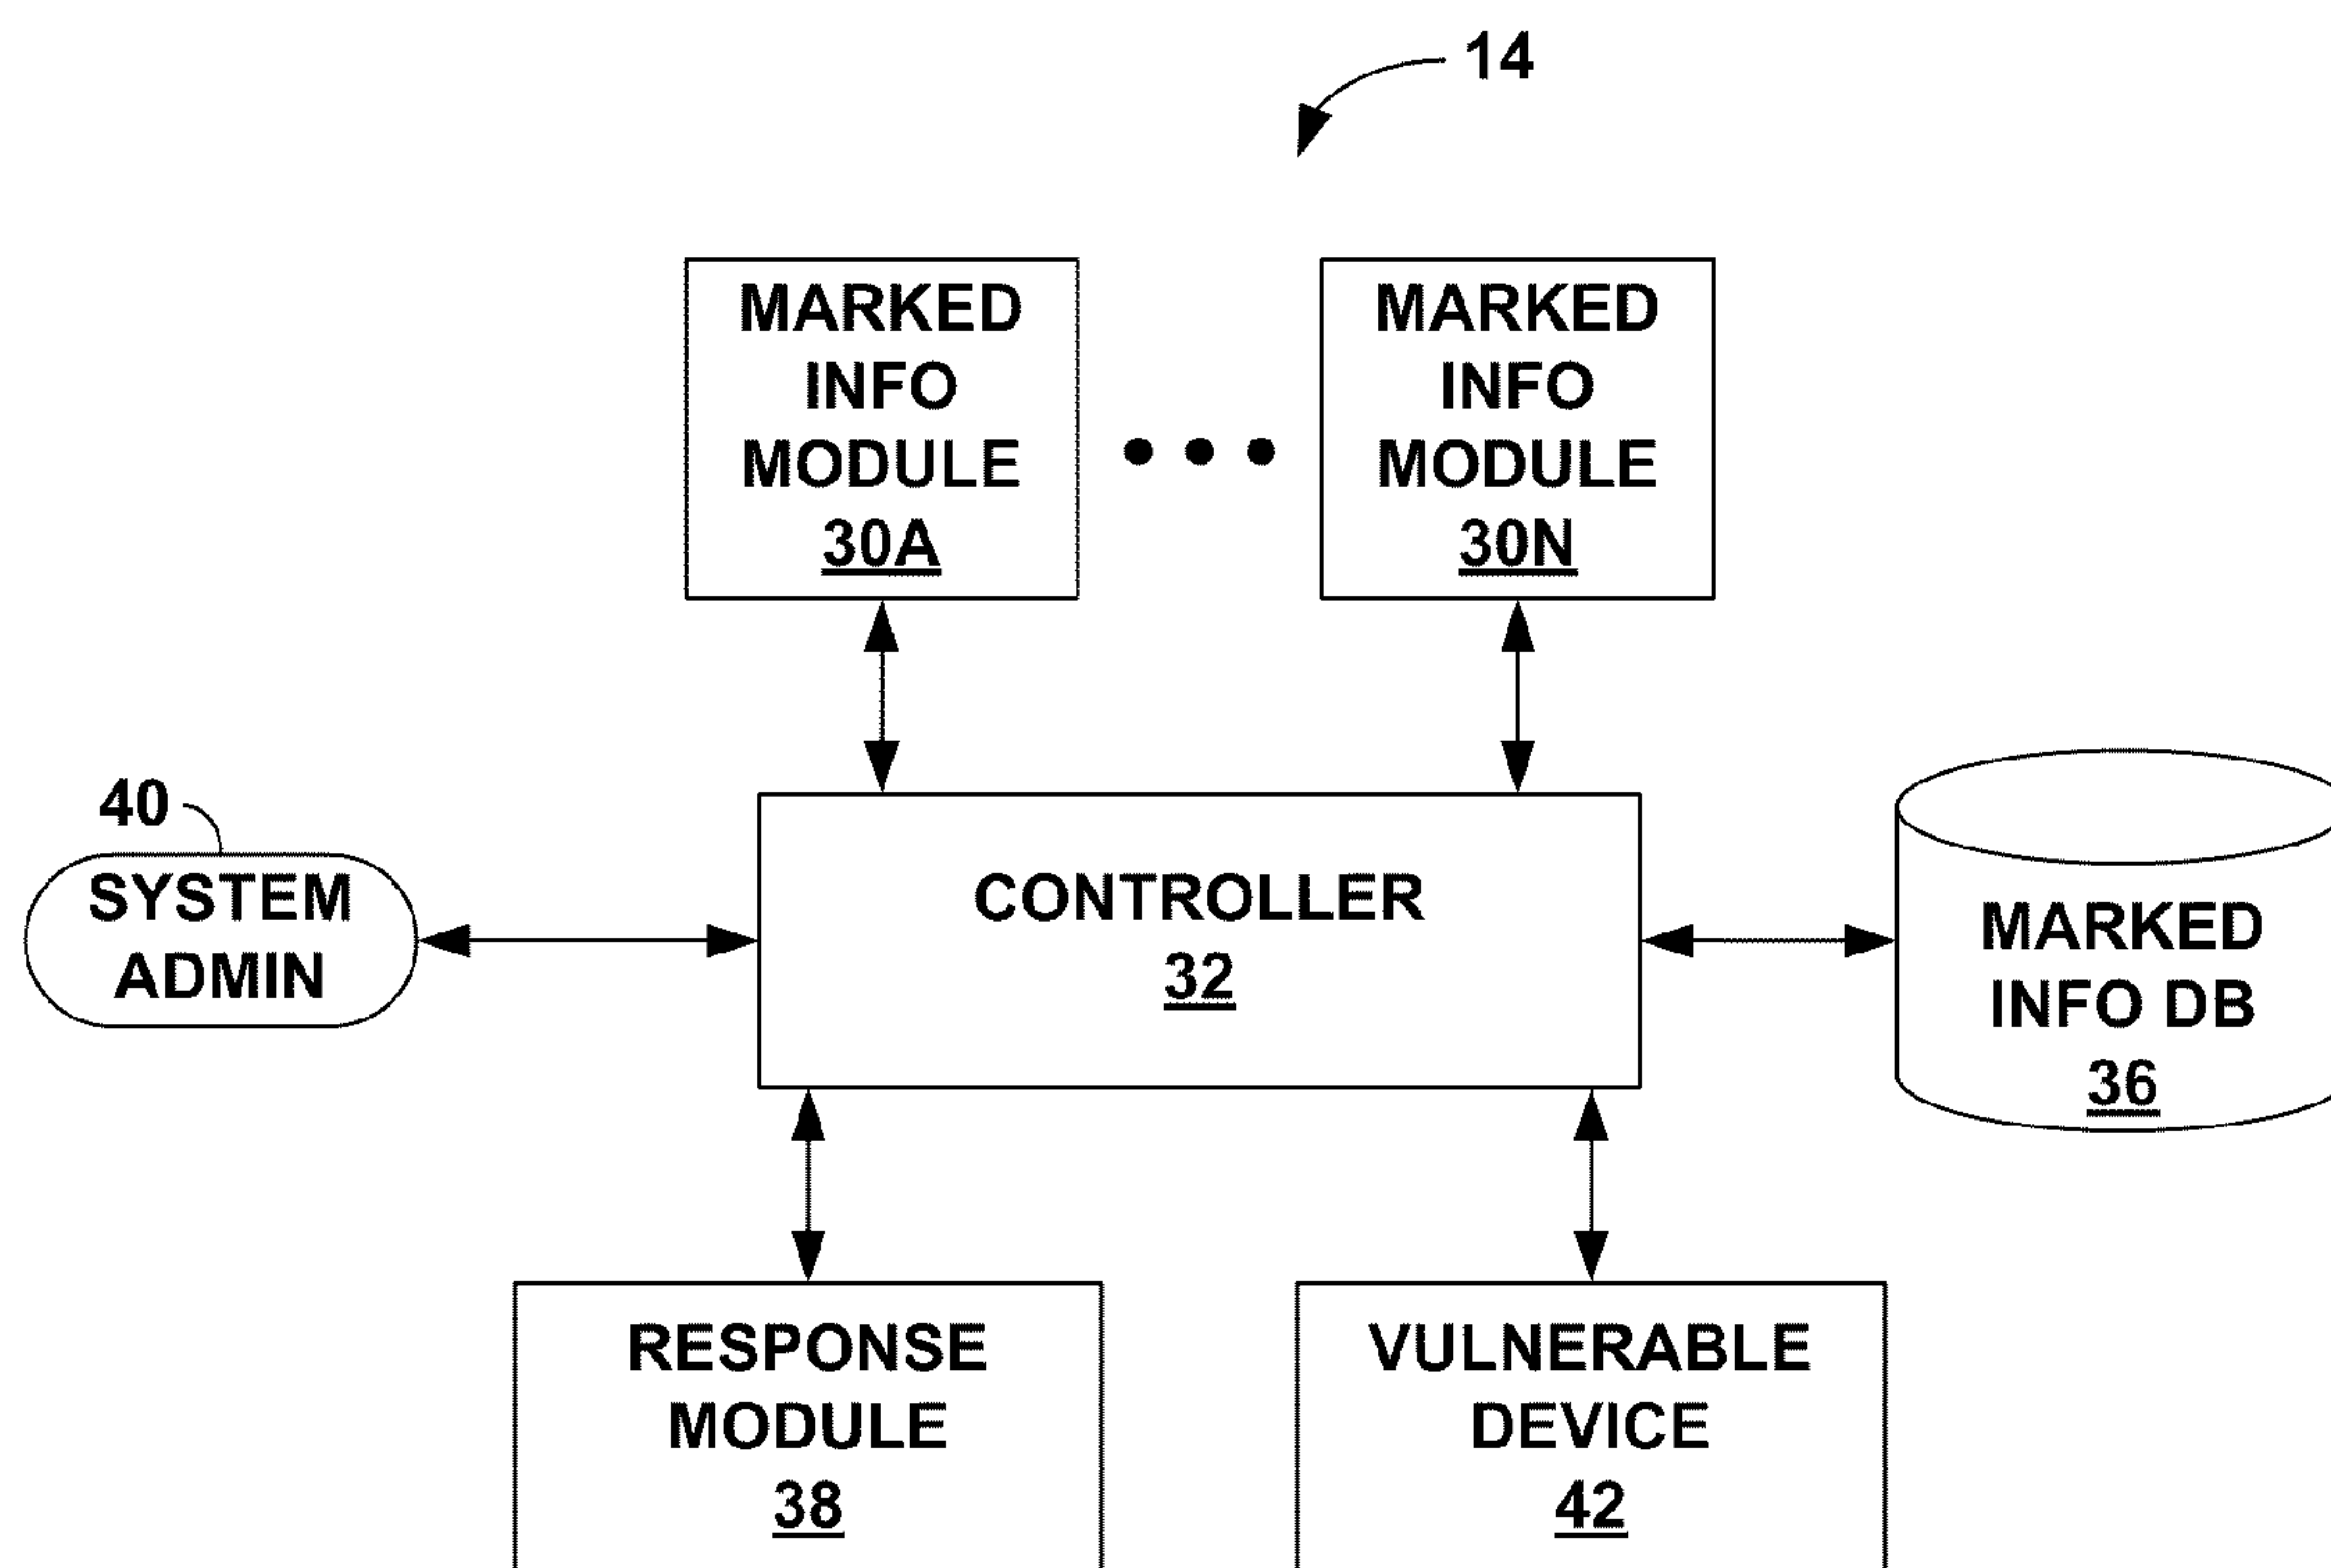 14
MARKED
INFO
MODULE
30A
MARKED
INFO
MODULE
30N
40
SYSTEM
ADMIN
CONTROLLER
32
MARKED
INFO DB
36
RESPONSE
MODULE
38
VULNERABLE
DEVICE
42